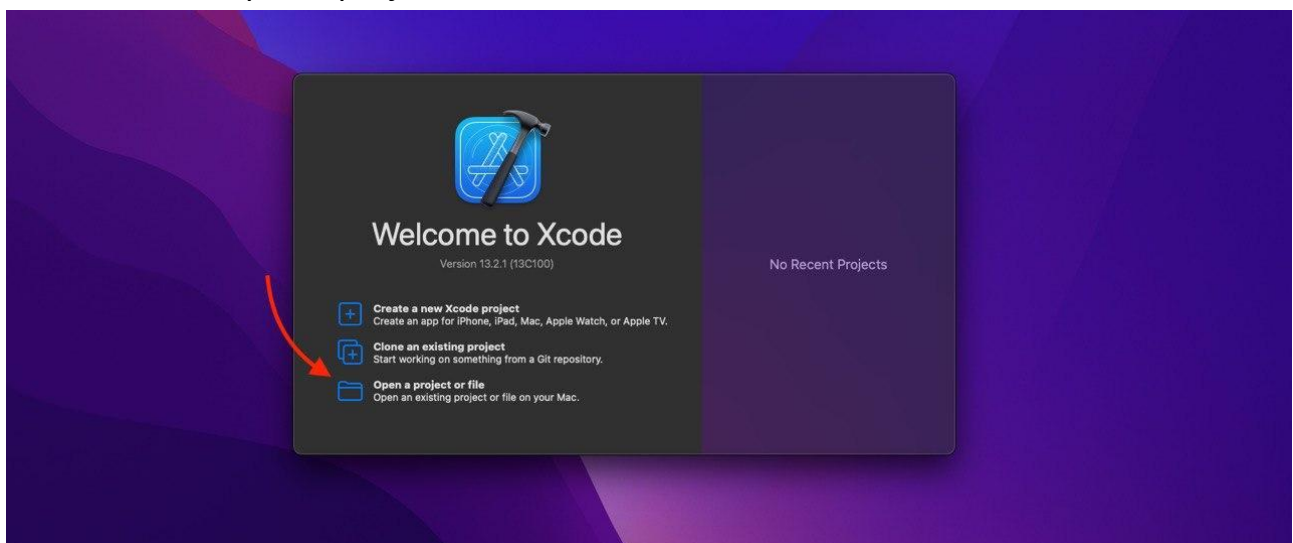 Welcome to Xcode
Version 13.2.1 (13C100)
Create a new Xcode project
Create an app for iPhone, iPad, Mac, Apple Watch, or Apple TV.
Clone an existing project
Start working on something from a Git repository.
Open a project or file
Open an existing project or file on your Mac.
No Recent Projects